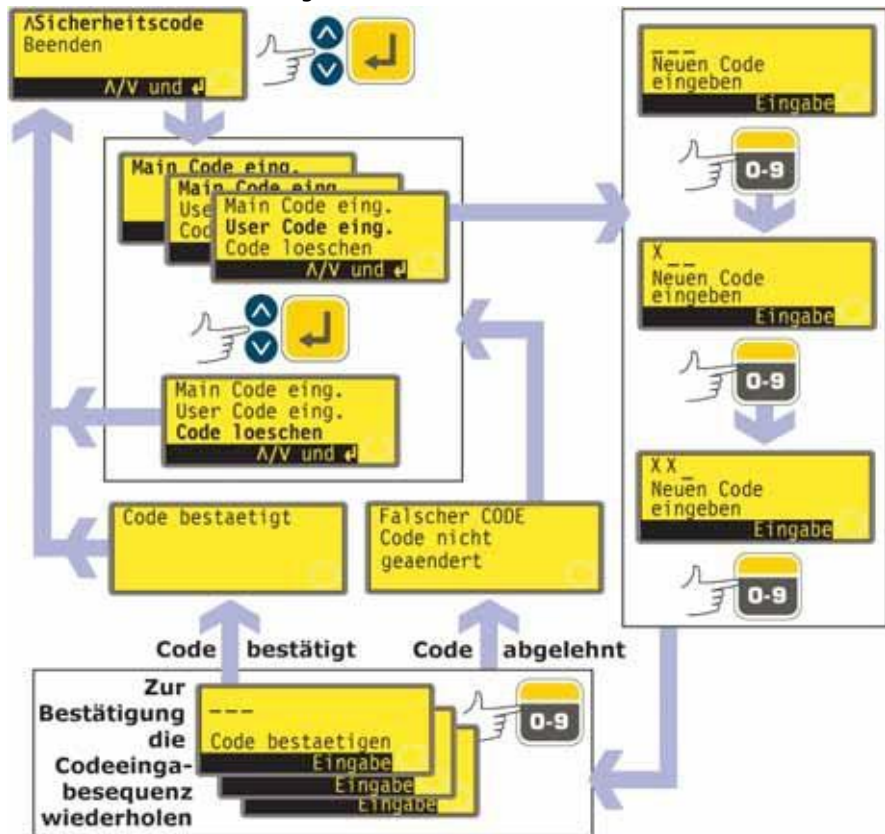 ΛSicherheitscode
Beenden
Λ/V und ↵
Main Code eing.
Main Code eing.
Use
Cod
Main Code eing.
User Code eing.
Code loeschen
Λ/V und ↵
Main Code eing.
User Code eing.
Code loeschen
Λ/V und ↵
_ _ _
Neuen Code
eingeben
Eingabe
0-9
X _ _
Neuen Code
eingeben
Eingabe
0-9
X X _
Neuen Code
eingeben
Eingabe
0-9
Code bestaetigt
Falscher CODE
Code nicht
geaendert
Code bestätigt
Code abgelehnt
Zur
Bestätigung
die
Codeeinga-
besequenz
wiederholen
_ _ _
Code bestaetigen
Eingabe
Eingabe
Eingabe
0-9